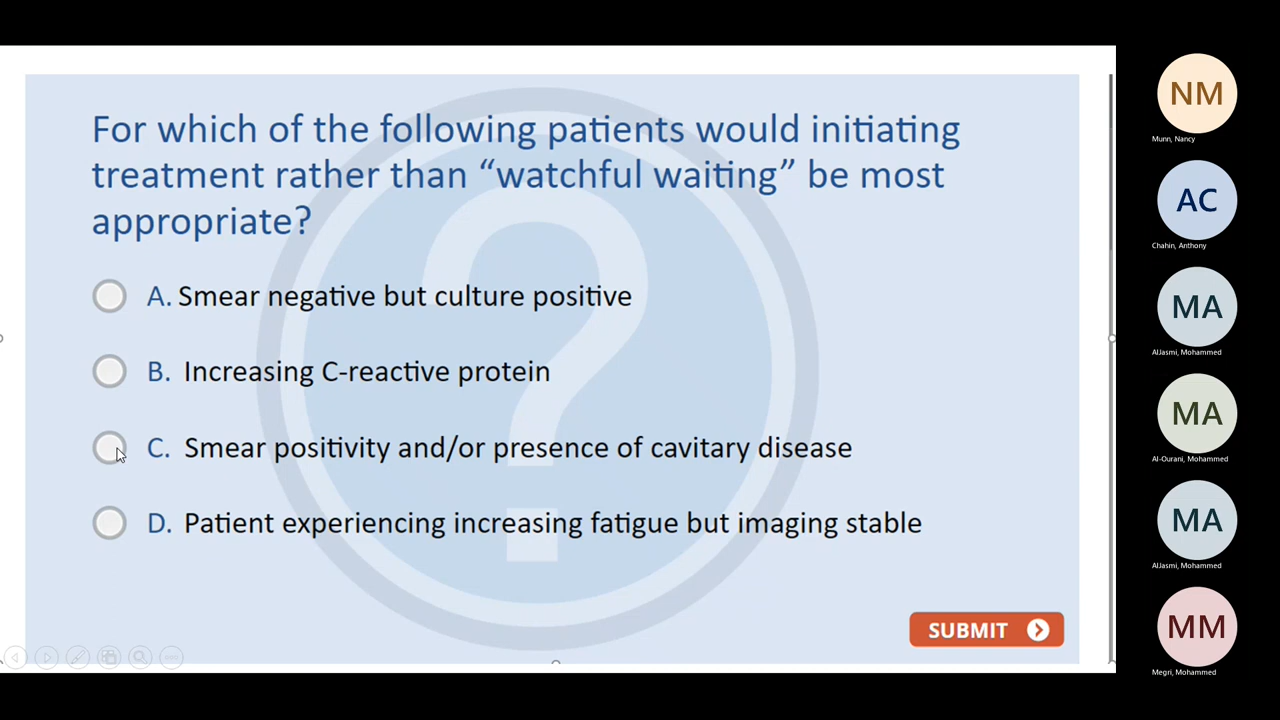 For which of the following patients would initiating
treatment rather than “watchful waiting” be most
appropriate?
A. Smear negative but culture positive
B. Increasing C-reactive protein
C. Smear positivity and/or presence of cavitary disease
D. Patient experiencing increasing fatigue but imaging stable
SUBMIT
NM
Munn, Nancy
AC
Chahin, Anthony
MA
AlJasmi, Mohammed
MA
Al-Ourani, Mohammed
MA
AlJasmi, Mohammed
MM
Megri, Mohammed